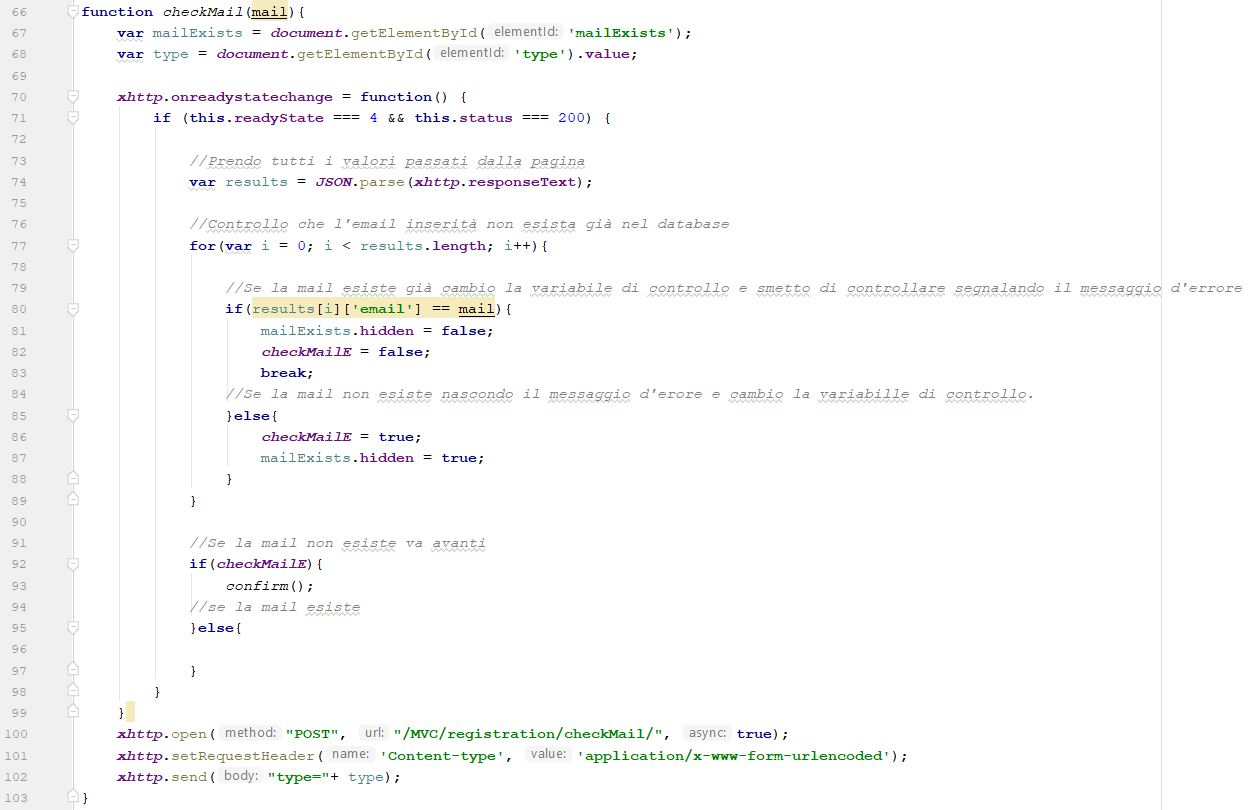 66 function checkMail(mail){
67 var mailExists = document.getElementById( elementId: 'mailExists');
68 var type = document.getElementById( elementId: 'type').value;
69
70 xhttp.onreadystatechange = function() {
71 if (this.readyState === 4 && this.status === 200) {
72
73 //Prendo tutti i valori passati dalla pagina
74 var results = JSON.parse(xhttp.responseText);
75
76 //Controllo che l'email inserità non esista già nel database
77 for(var i = 0; i < results.length; i++){
78
79 //Se la mail esiste già cambio la variabile di controllo e smetto di controllare segnalando il messaggio d'errore
80 if(results[i]['email'] == mail){
81 mailExists.hidden = false;
82 checkMailE = false;
83 break;
84 //Se la mail non esiste nascondo il messaggio d'erore e cambio la variabille di controllo.
85 }else{
86 checkMailE = true;
87 mailExists.hidden = true;
88 }
89 }
90
91 //Se la mail non esiste va avanti
92 if(checkMailE){
93 confirm();
94 //se la mail esiste
95 }else{
96
97 }
98 }
99 }
100 xhttp.open( method: "POST", url: "/MVC/registration/checkMail/", async: true);
101 xhttp.setRequestHeader( name: 'Content-type', value: 'application/x-www-form-urlencoded');
102 xhttp.send( body: "type="+ type);
103 }